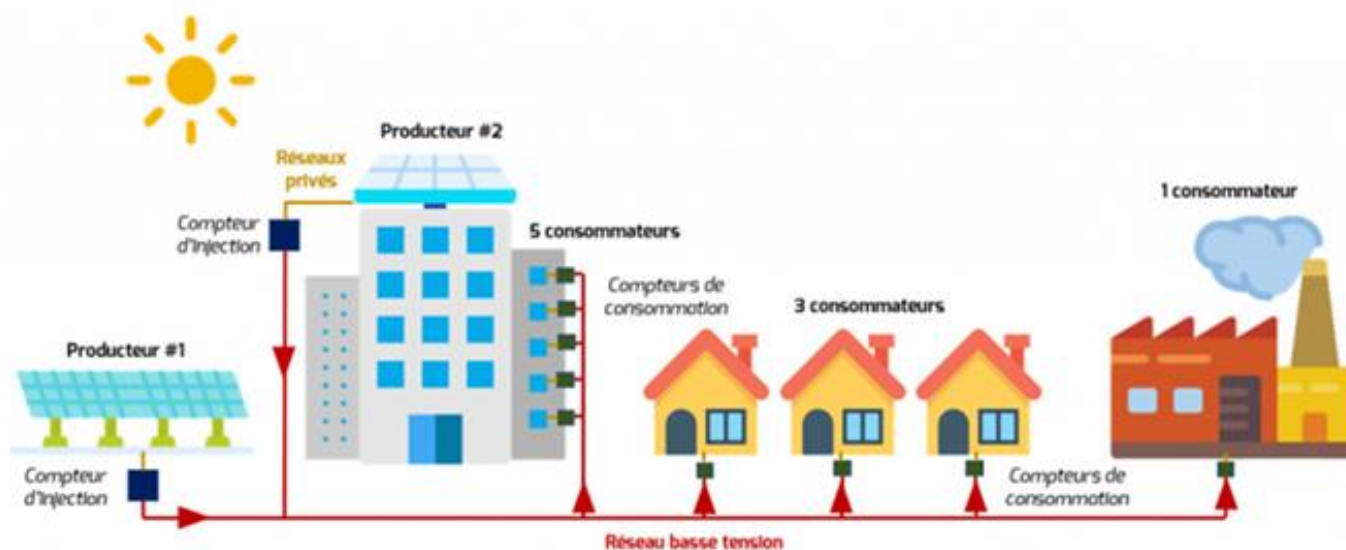 Producteur #2
Réseaux
privés
1 consommateur
Compteur
d'injection
5 consommateurs
Compteurs de
consommation
3 consommateurs
Producteur #1
Compteur
d'injection
Compteurs de
consommation
Réseau basse tension